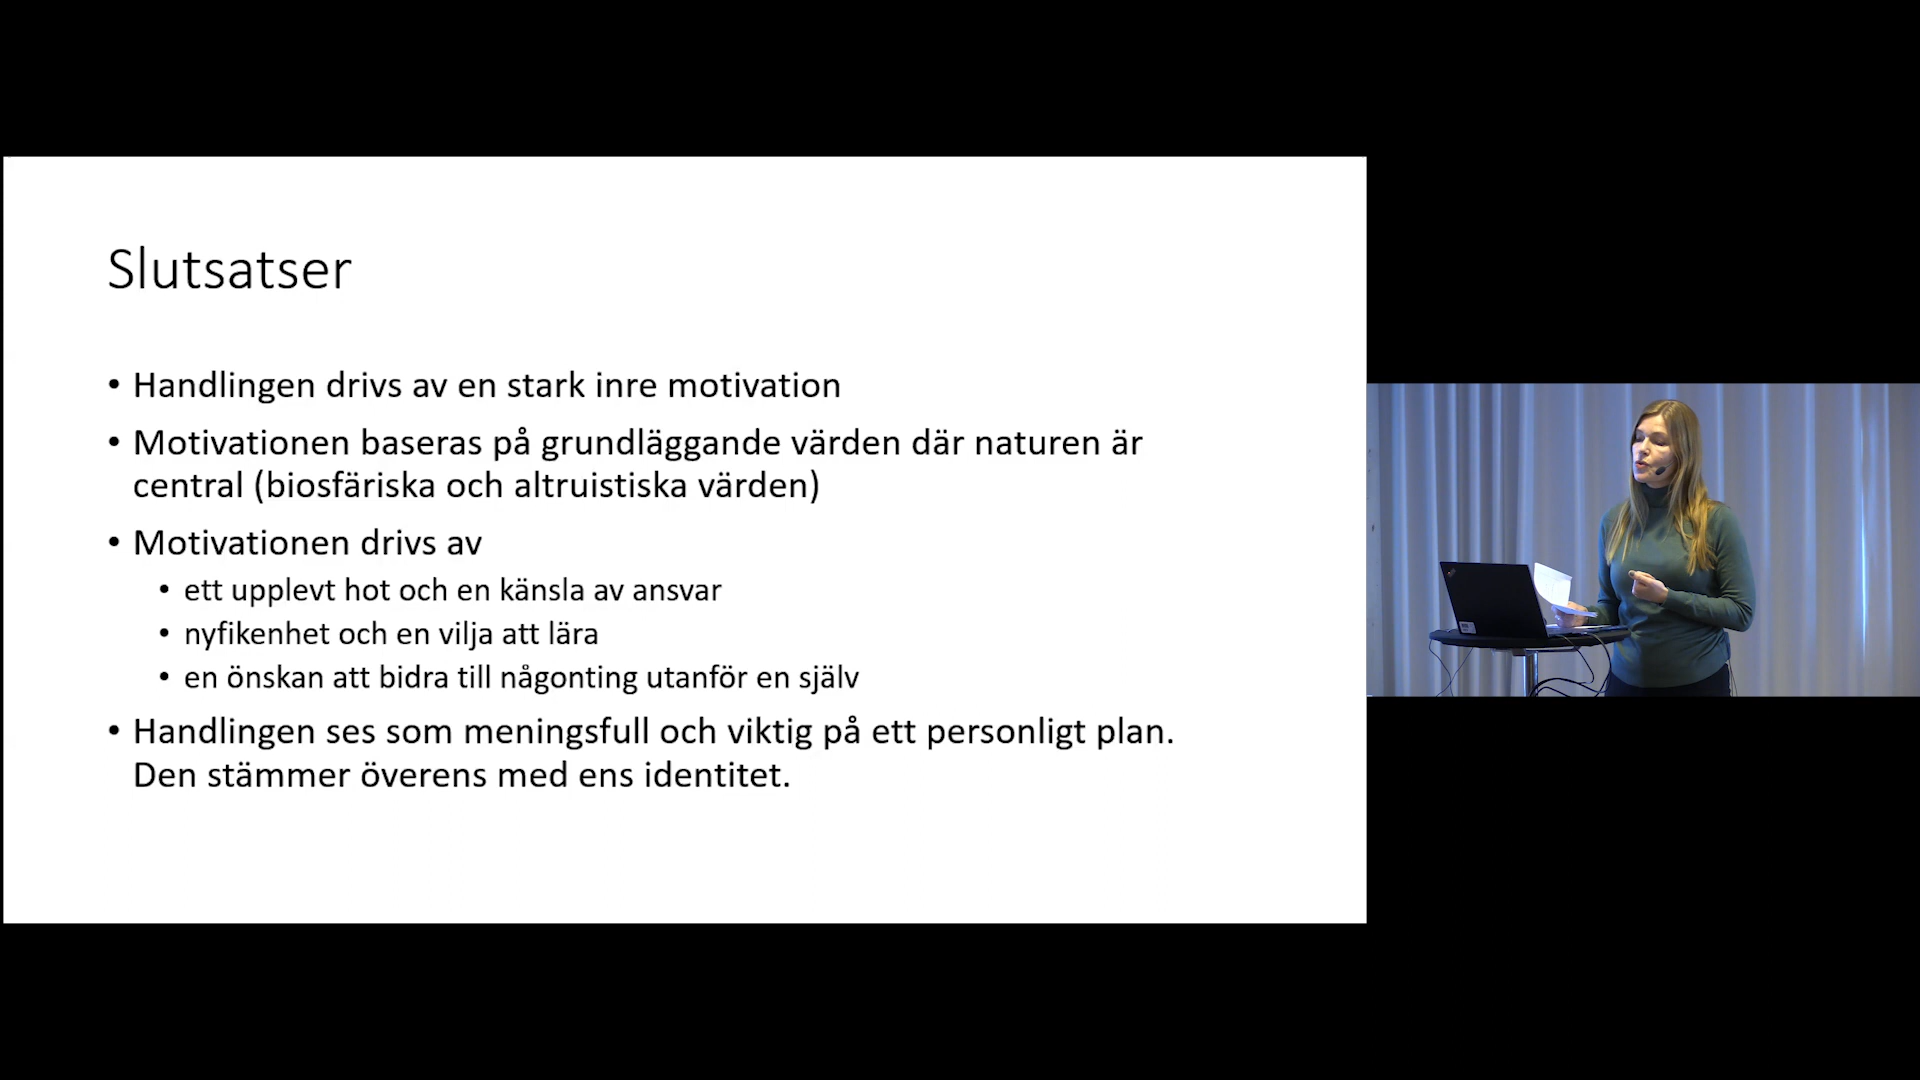 Slutsatser
• Handlingen drivs av en stark inre motivation
• Motivationen baseras på grundläggande värden där naturen är
central (biosfäriska och altruistiska värden)
• Motivationen drivs av
• ett upplevt hot och en känsla av ansvar
• nyfikenhet och en vilja att lära
• en önskan att bidra till någonting utanför en själv
• Handlingen ses som meningsfull och viktig på ett personligt plan.
Den stämmer överens med ens identitet.